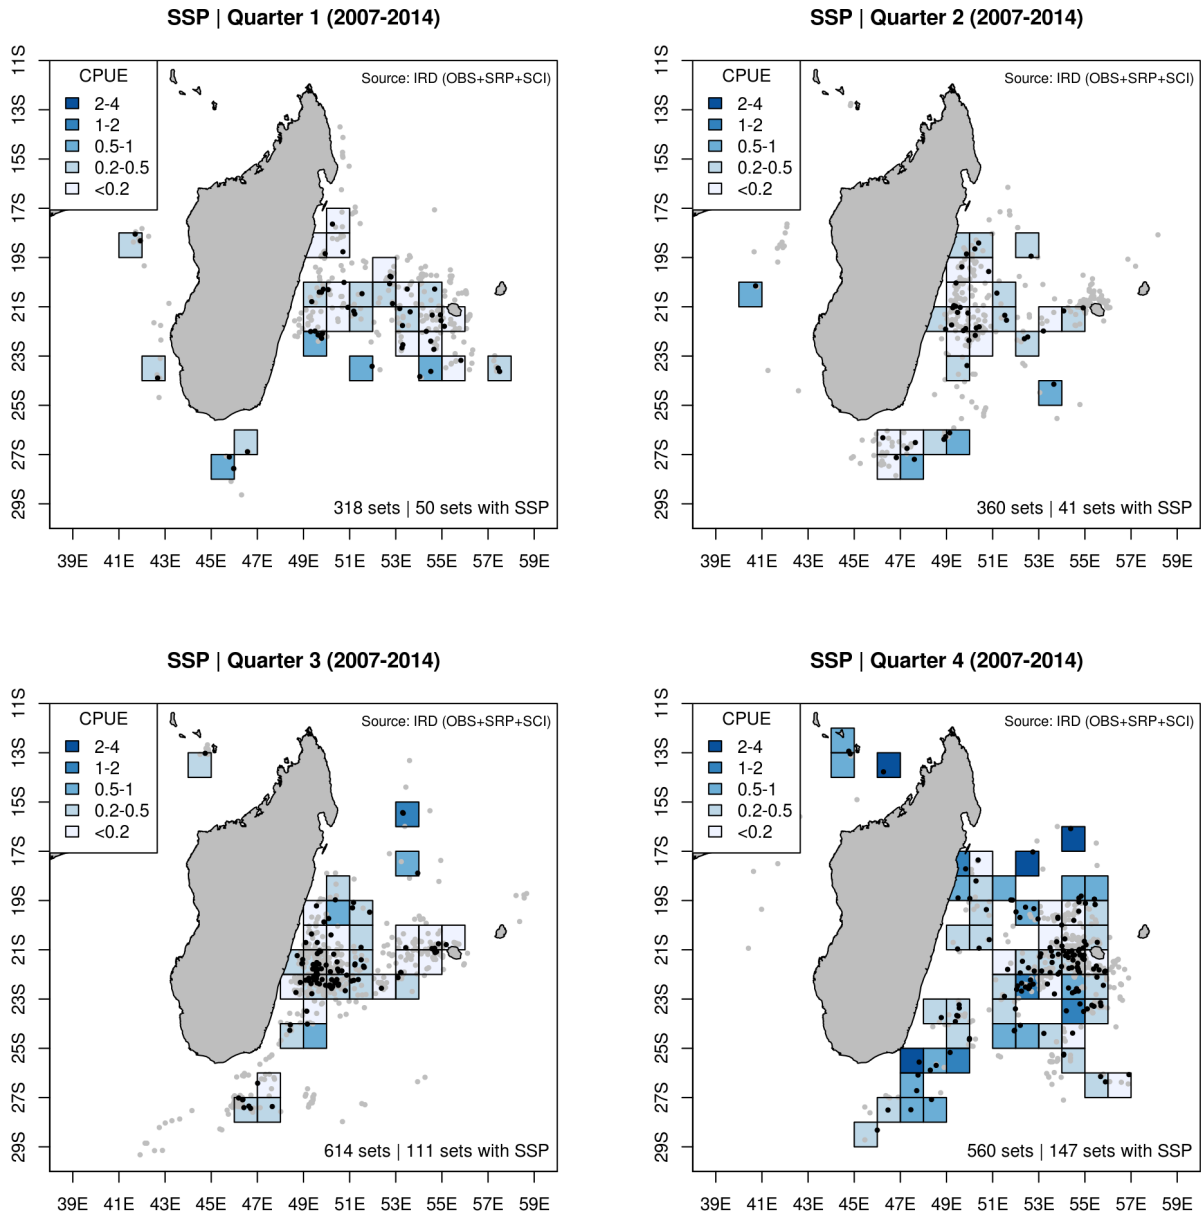 SSP | Quarter 1 (2007-2014)
11S
13S
15S
17S
19S
21S
23S
25S
27S
29S
CPUE
2-4
1-2
0.5-1
0.2-0.5
<0.2
Source: IRD (OBS+SRP+SCI)
318 sets | 50 sets with SSP
39E 41E 43E 45E 47E 49E 51E 53E 55E 57E 59E
SSP | Quarter 2 (2007-2014)
11S
13S
15S
17S
19S
21S
23S
25S
27S
29S
CPUE
2-4
1-2
0.5-1
0.2-0.5
<0.2
Source: IRD (OBS+SRP+SCI)
360 sets | 41 sets with SSP
39E 41E 43E 45E 47E 49E 51E 53E 55E 57E 59E
SSP | Quarter 3 (2007-2014)
11S
13S
15S
17S
19S
21S
23S
25S
27S
29S
CPUE
2-4
1-2
0.5-1
0.2-0.5
<0.2
Source: IRD (OBS+SRP+SCI)
614 sets | 111 sets with SSP
39E 41E 43E 45E 47E 49E 51E 53E 55E 57E 59E
SSP | Quarter 4 (2007-2014)
11S
13S
15S
17S
19S
21S
23S
25S
27S
29S
CPUE
2-4
1-2
0.5-1
0.2-0.5
<0.2
Source: IRD (OBS+SRP+SCI)
560 sets | 147 sets with SSP
39E 41E 43E 45E 47E 49E 51E 53E 55E 57E 59E